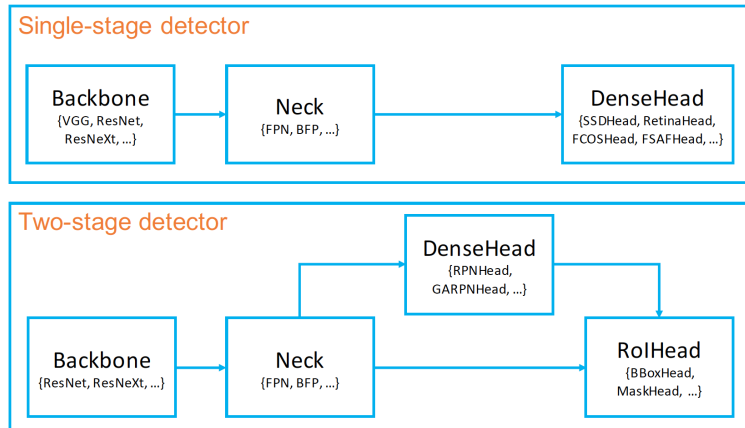 Single-stage detector
Backbone
{VGG, ResNet,
ResNeXt, ...}
Neck
{FPN, BFP, ...}
DenseHead
{SSDHead, RetinaHead,
FCOSHead, FSAFHead, ...}
Two-stage detector
DenseHead
{RPNHead,
GARPNHead, ...}
Backbone
{ResNet, ResNeXt, ...}
Neck
{FPN, BFP, ...}
RoIHead
{BBoxHead,
MaskHead, ...}